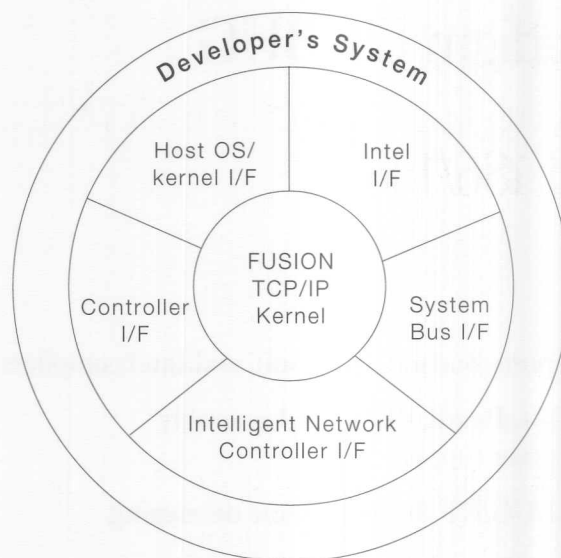 Developer's System
Host OS/
kernel I/F
Intel
I/F
FUSION
TCP/IP
Kernel
Controller
I/F
System
Bus I/F
Intelligent Network
Controller I/F